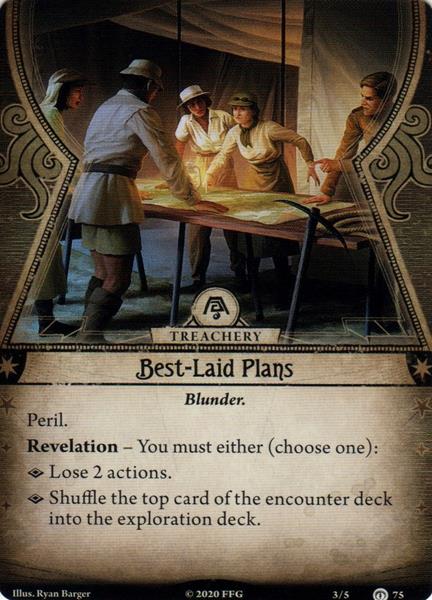 TREACHERY
Best-Laid Plans
Blunder.
Peril.
Revelation – You must either (choose one):
Lose 2 actions.
Shuffle the top card of the encounter deck
into the exploration deck.
Illus. Ryan Barger © 2020 FFG 3/5 75